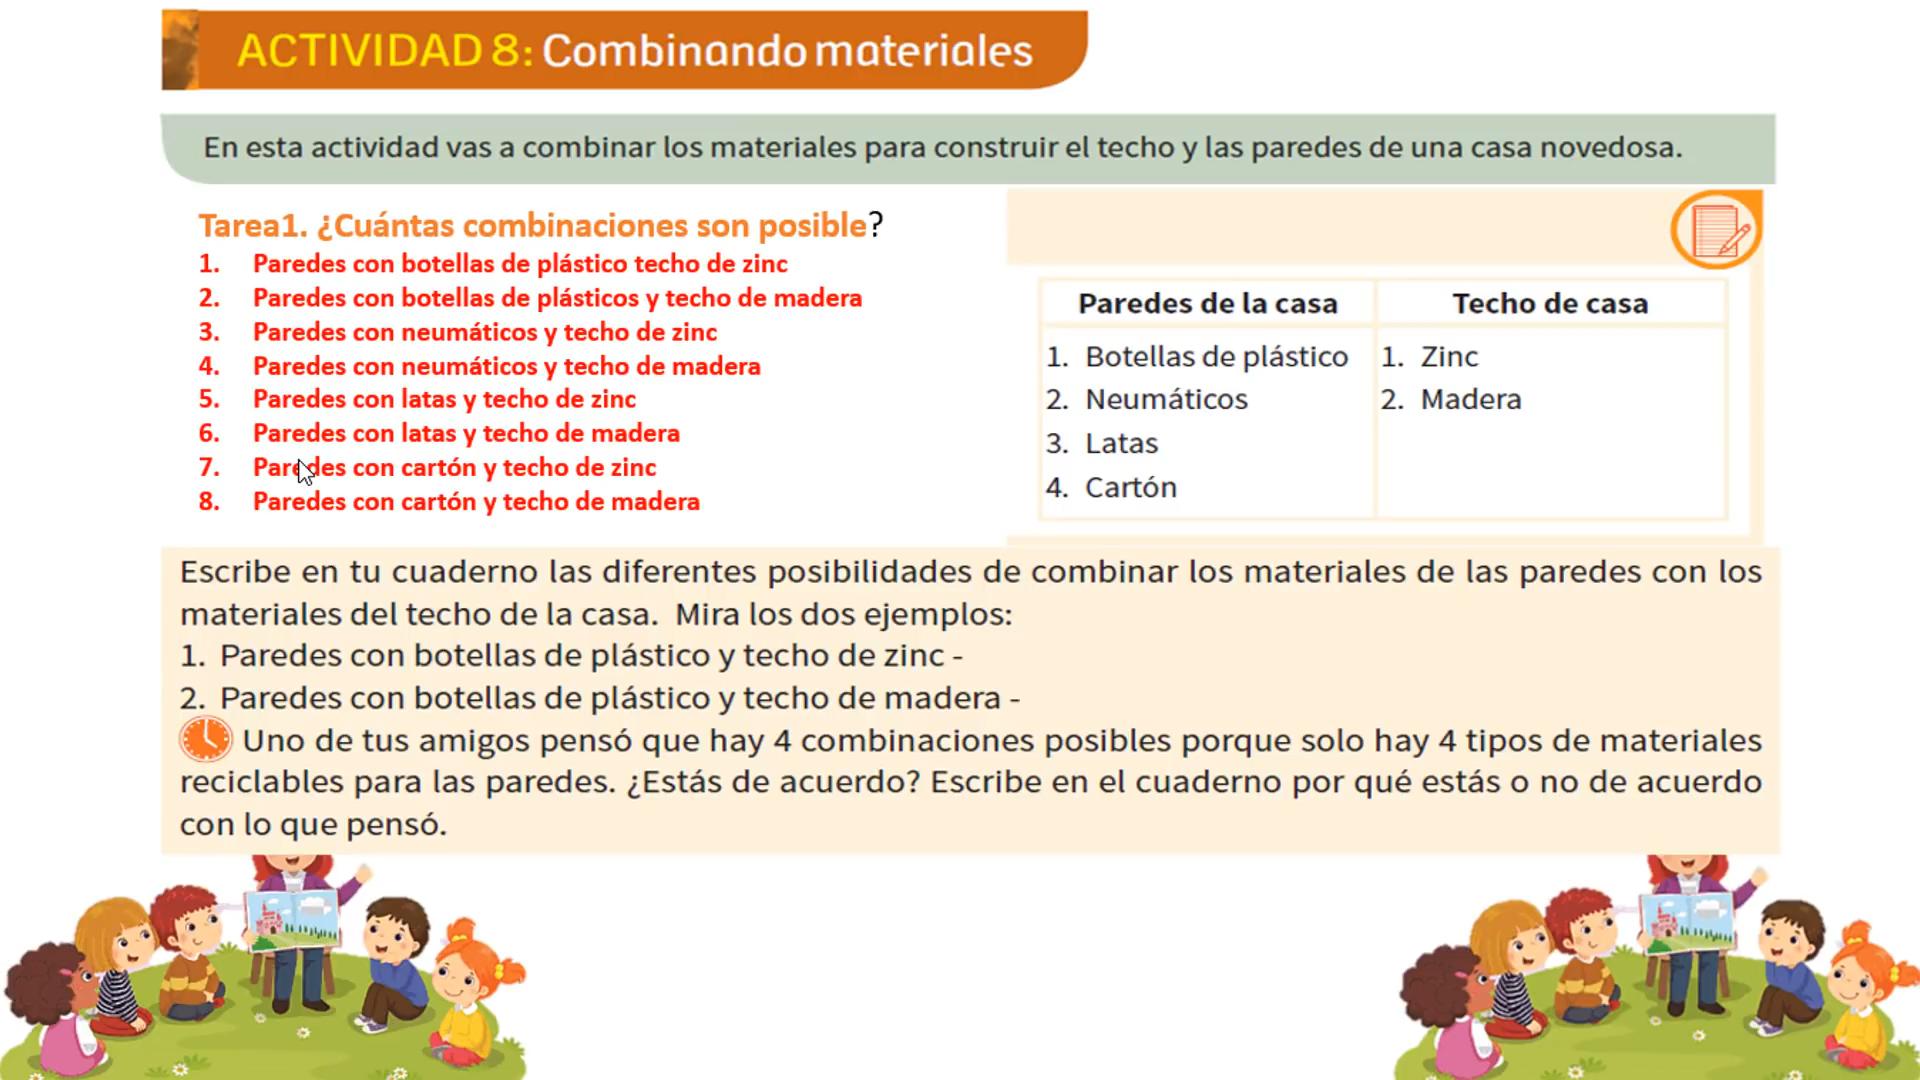 ACTIVIDAD 8: Combinando materiales
En esta actividad vas a combinar los materiales para construir el techo y las paredes de una casa novedosa.
Tarea1. ¿Cuántas combinaciones son posible?
1. Paredes con botellas de plástico techo de zinc
2. Paredes con botellas de plásticos y techo de madera
3. Paredes con neumáticos y techo de zinc
4. Paredes con neumáticos y techo de madera
5. Paredes con latas y techo de zinc
6. Paredes con latas y techo de madera
7. Paredes con cartón y techo de zinc
8. Paredes con cartón y techo de madera
Paredes de la casa Techo de casa
1. Botellas de plástico 1. Zinc
2. Neumáticos 2. Madera
3. Latas
4. Cartón
Escribe en tu cuaderno las diferentes posibilidades de combinar los materiales de las paredes con los
materiales del techo de la casa. Mira los dos ejemplos:
1. Paredes con botellas de plástico y techo de zinc -
2. Paredes con botellas de plástico y techo de madera -
Uno de tus amigos pensó que hay 4 combinaciones posibles porque solo hay 4 tipos de materiales
reciclables para las paredes. ¿Estás de acuerdo? Escribe en el cuaderno por qué estás o no de acuerdo
con lo que pensó.